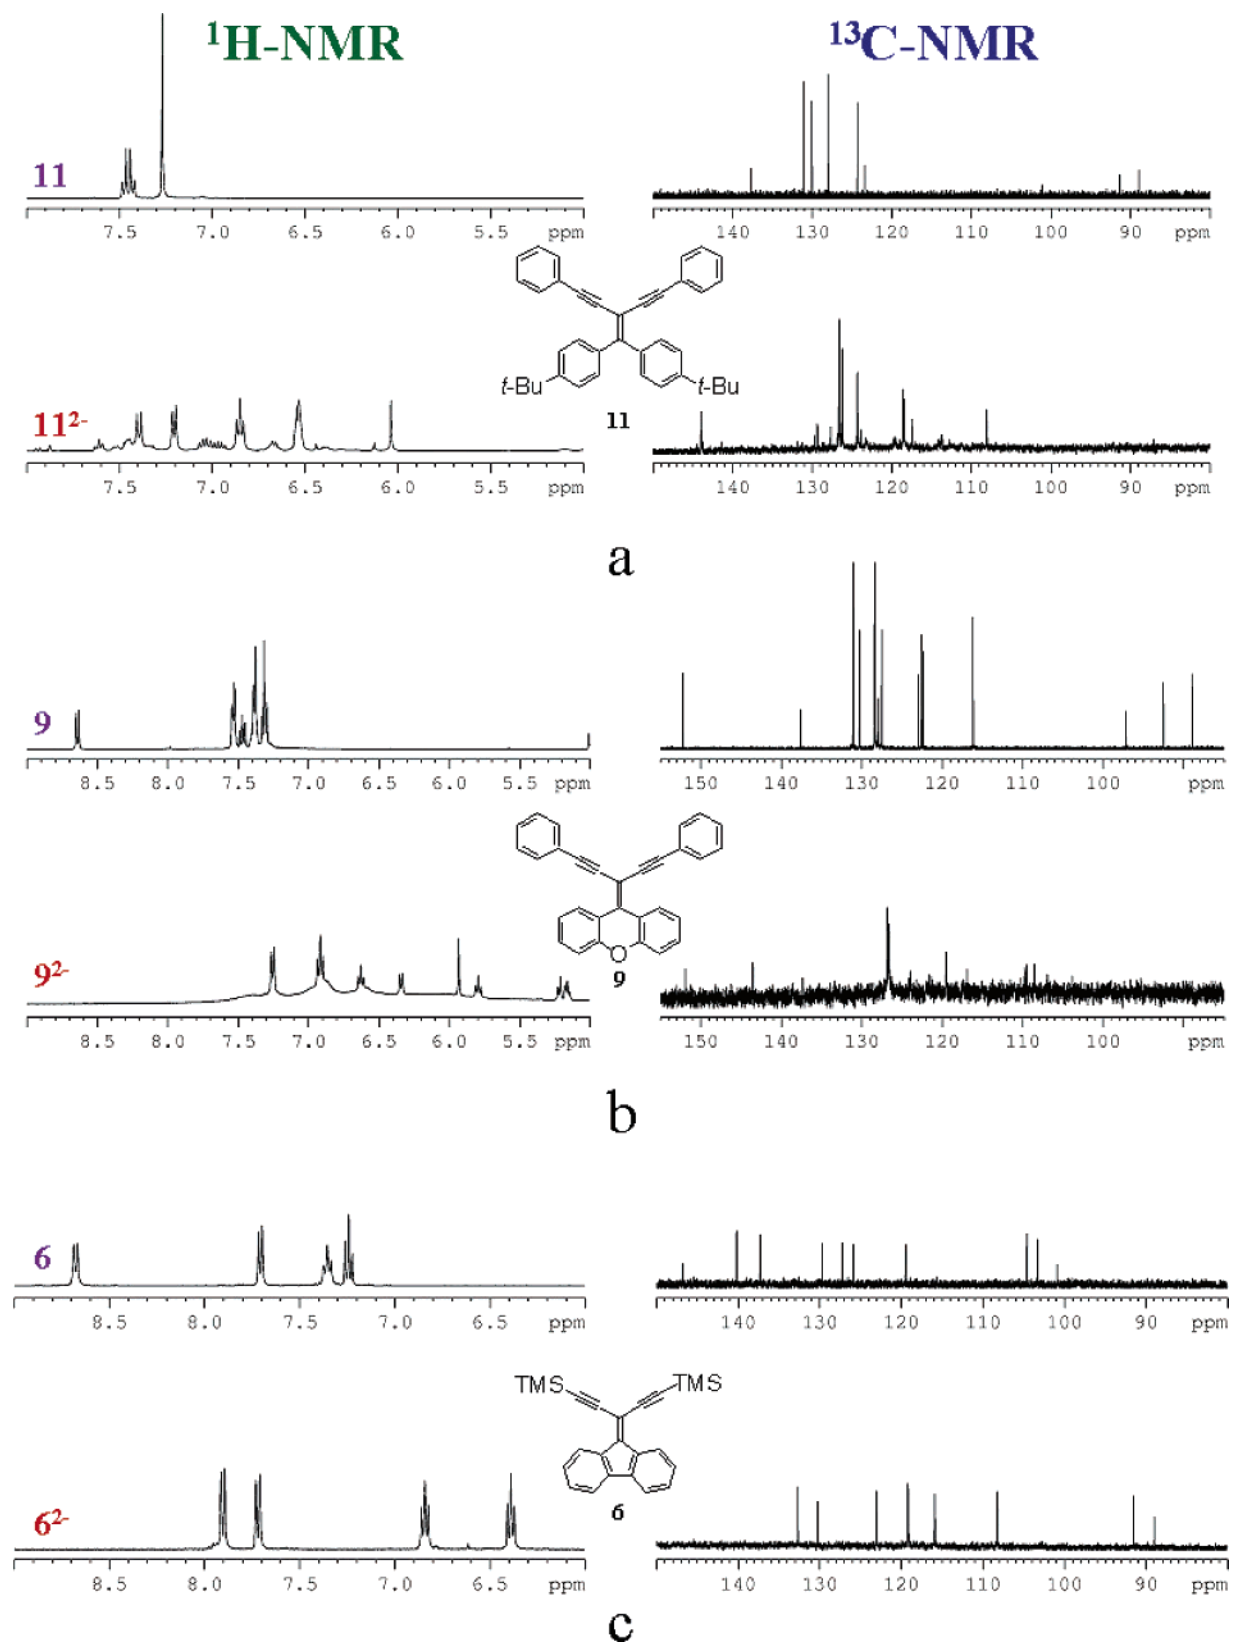 ¹H-NMR ¹³C-NMR
11
7.5 7.0 6.5 6.0 5.5 ppm
140 130 120 110 100 90 ppm
t-Bu t-Bu
11
11²⁻
7.5 7.0 6.5 6.0 5.5 ppm
140 130 120 110 100 90 ppm
a
9
8.5 8.0 7.5 7.0 6.5 6.0 5.5 ppm
150 140 130 120 110 100 ppm
O
9
9²⁻
8.5 8.0 7.5 7.0 6.5 6.0 5.5 ppm
150 140 130 120 110 100 ppm
b
6
8.5 8.0 7.5 7.0 6.5 ppm
140 130 120 110 100 90 ppm
TMS TMS
6
6²⁻
8.5 8.0 7.5 7.0 6.5 ppm
140 130 120 110 100 90 ppm
c